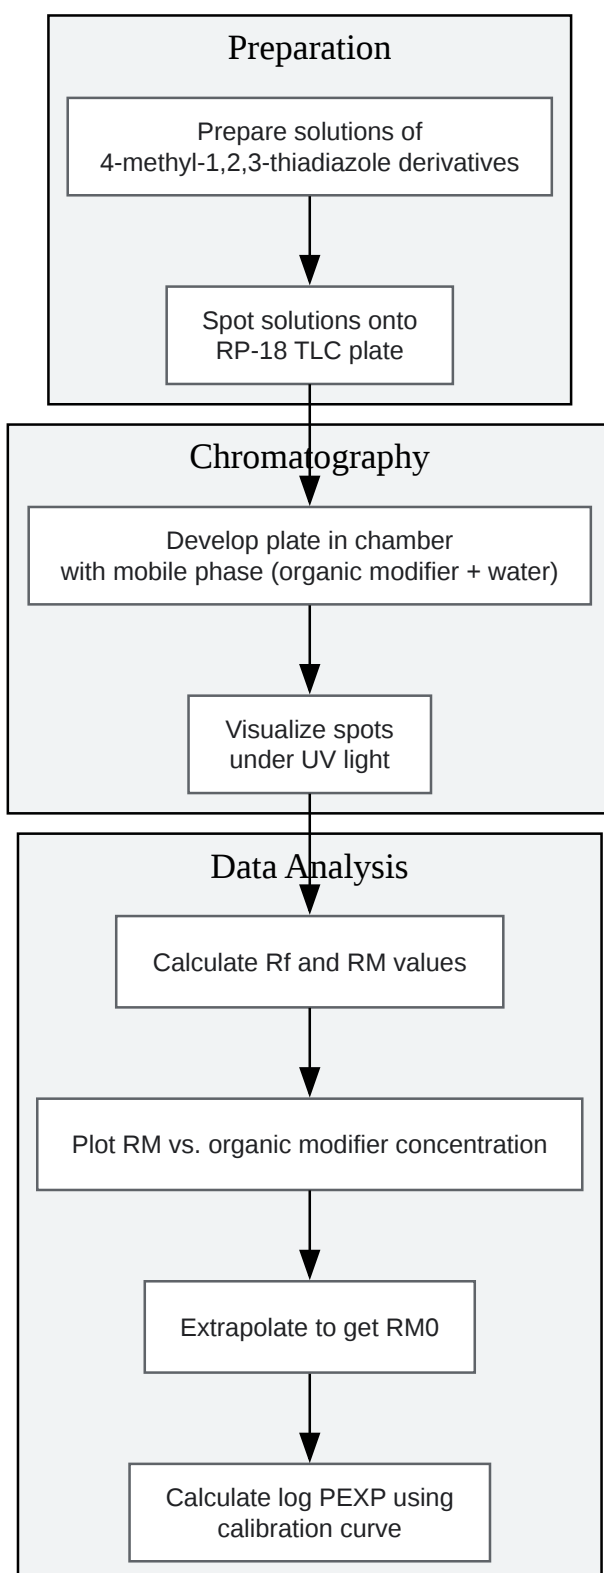 Preparation
Prepare solutions of
4-methyl-1,2,3-thiadiazole derivatives
Spot solutions onto
RP-18 TLC plate
Chromatography
Develop plate in chamber
with mobile phase (organic modifier + water)
Visualize spots
under UV light
Data Analysis
Calculate Rf and RM values
Plot RM vs. organic modifier concentration
Extrapolate to get RM0
Calculate log PEXP using
calibration curve